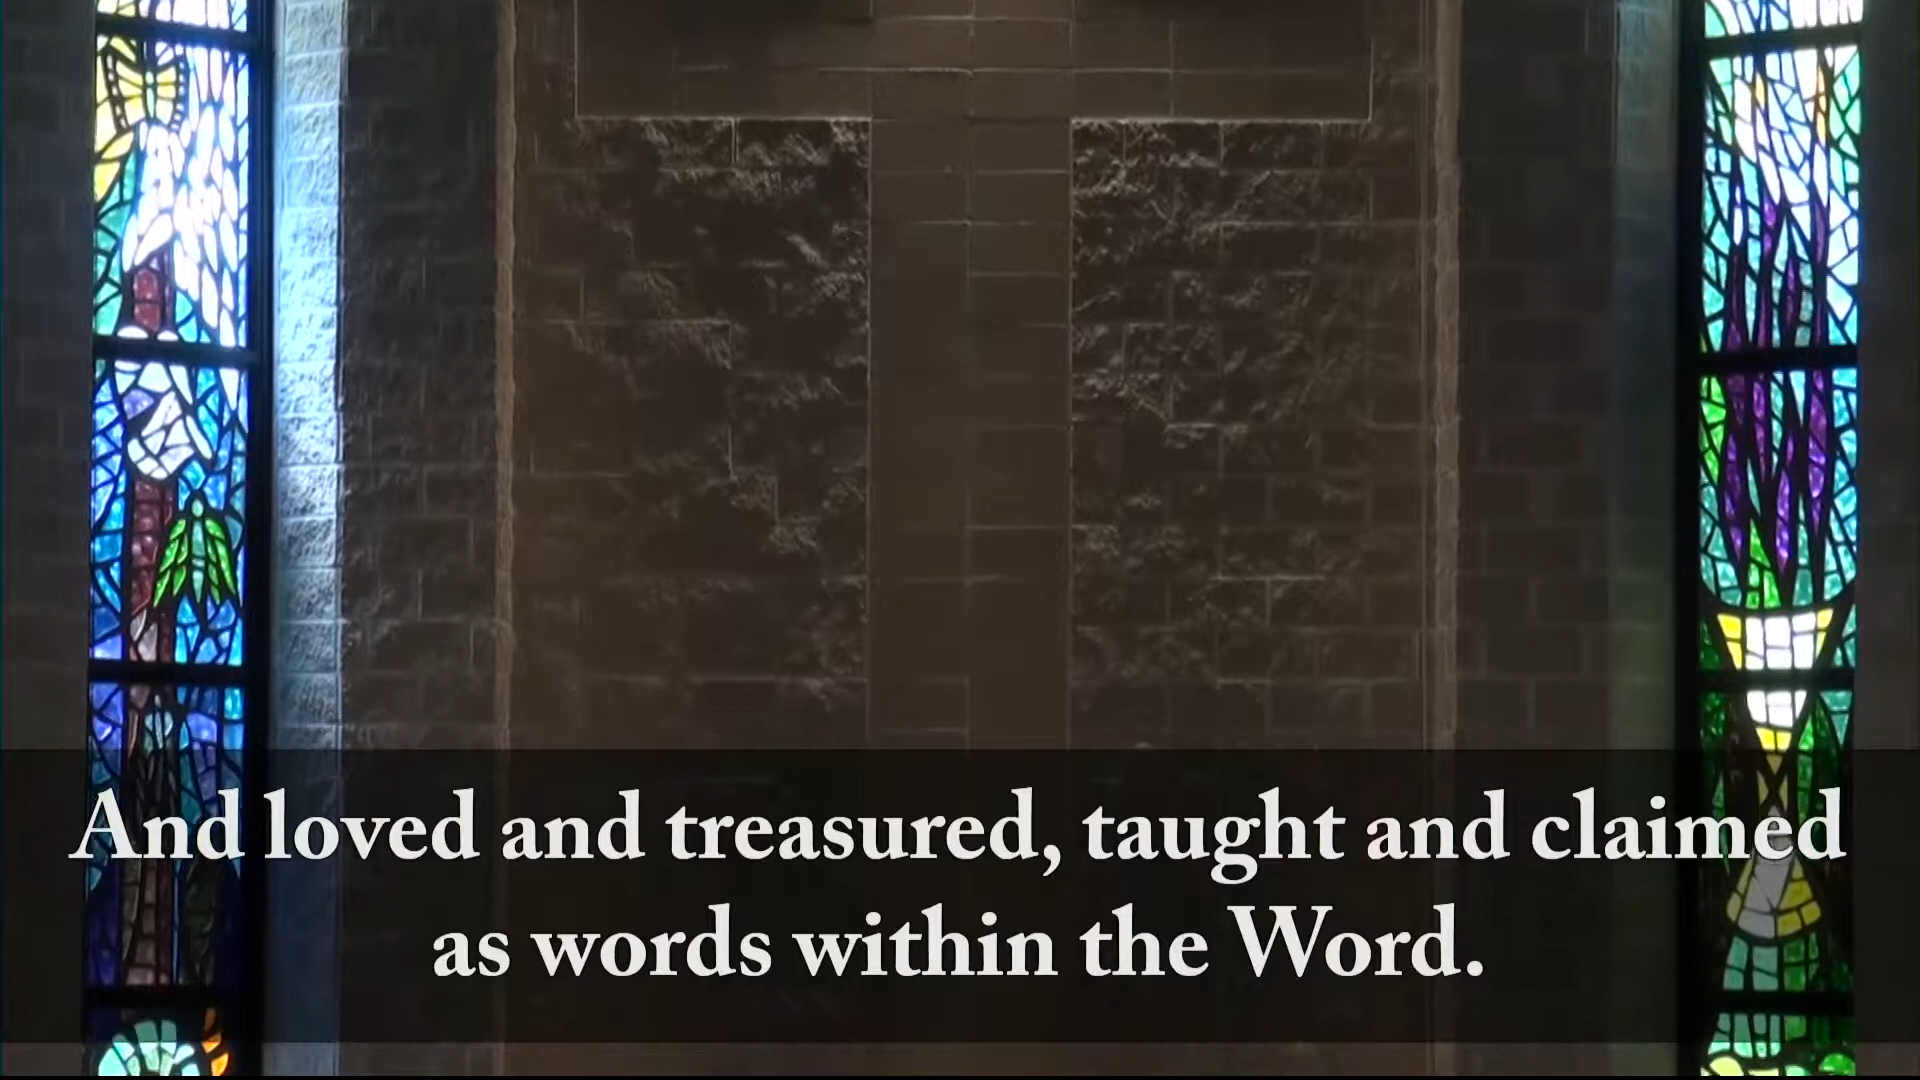 And loved and treasured, taught and claimed
as words within the Word.